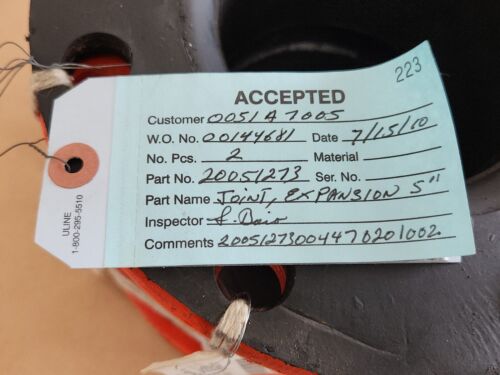 223
ACCEPTED
Customer 0051A7005
W.O. No. 00144681 Date 7/15/10
No. Pcs. 2 Material
Part No. 20051273 Ser. No.
Part Name JOINT, EXPANSION 5"
Inspector
Comments 20051273004470201002
ULINE
1-800-295-5510